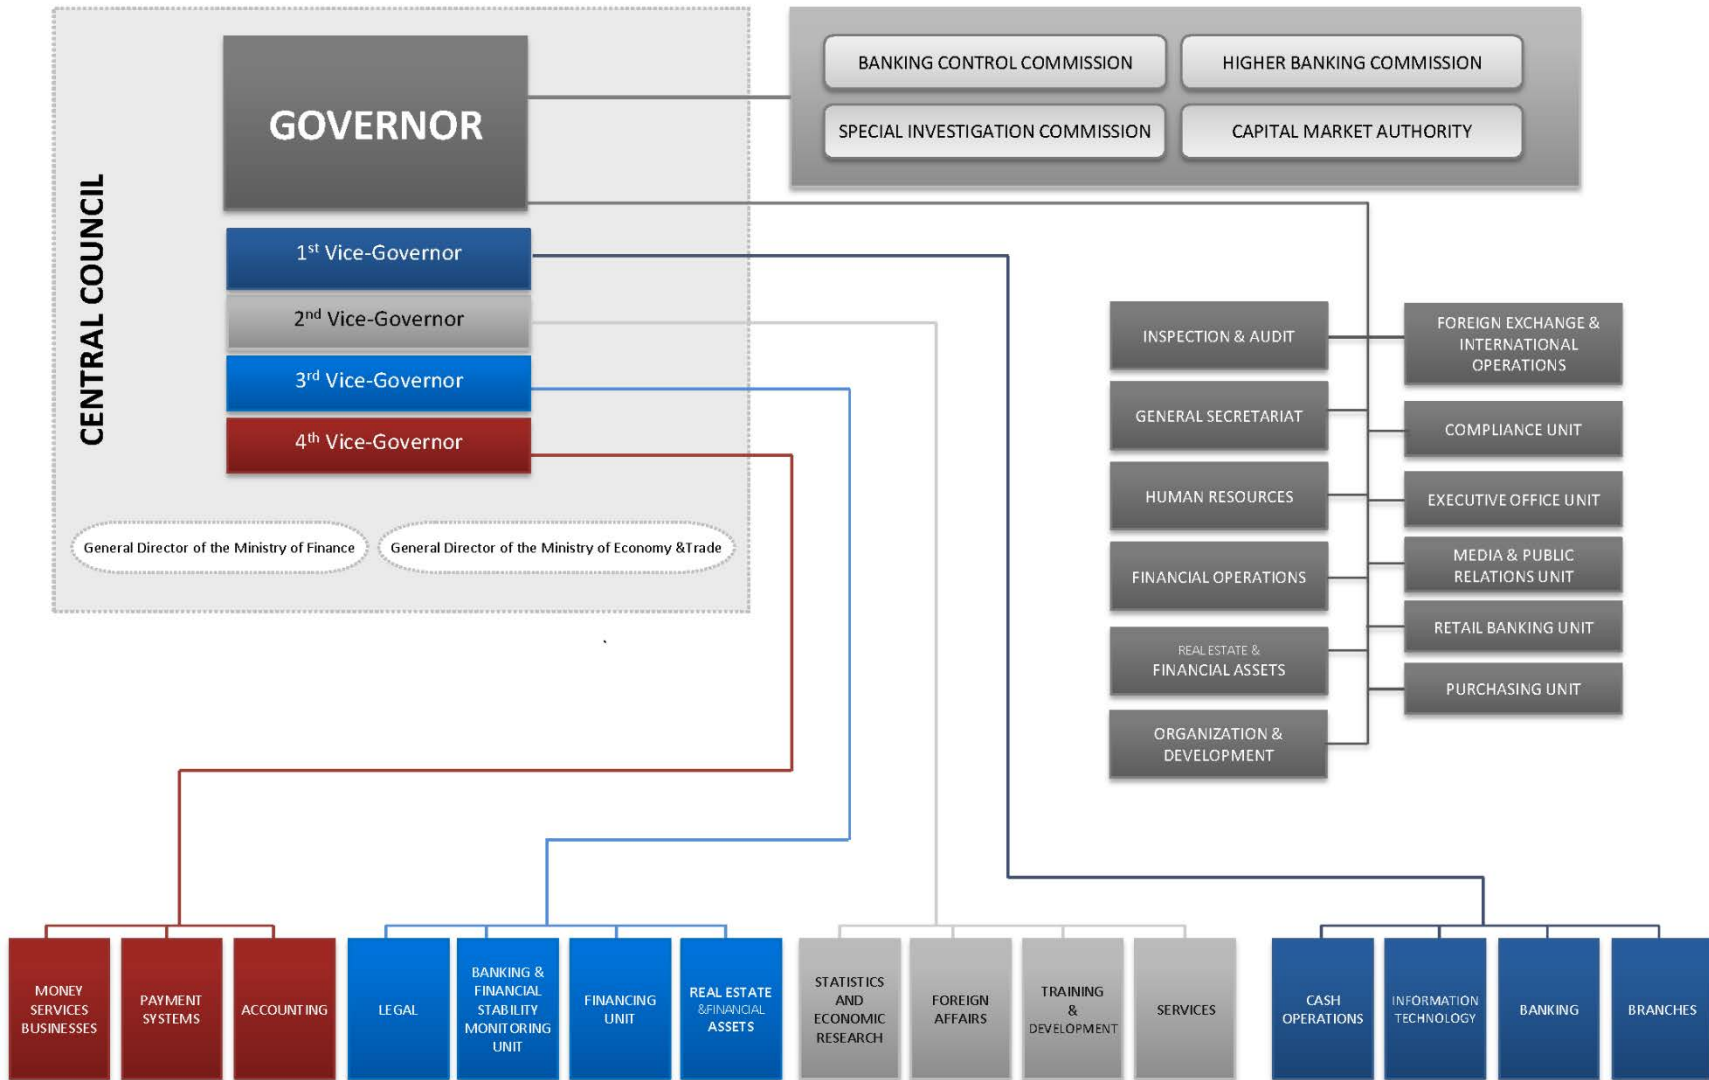 CENTRAL COUNCIL
GOVERNOR
1st Vice-Governor
2nd Vice-Governor
3rd Vice-Governor
4th Vice-Governor
General Director of the Ministry of Finance
General Director of the Ministry of Economy &Trade
BANKING CONTROL COMMISSION
HIGHER BANKING COMMISSION
SPECIAL INVESTIGATION COMMISSION
CAPITAL MARKET AUTHORITY
INSPECTION & AUDIT
GENERAL SECRETARIAT
HUMAN RESOURCES
FINANCIAL OPERATIONS
REAL ESTATE &
FINANCIAL ASSETS
ORGANIZATION &
DEVELOPMENT
FOREIGN EXCHANGE &
INTERNATIONAL
OPERATIONS
COMPLIANCE UNIT
EXECUTIVE OFFICE UNIT
MEDIA & PUBLIC
RELATIONS UNIT
RETAIL BANKING UNIT
PURCHASING UNIT
MONEY
SERVICES
BUSINESSES
PAYMENT
SYSTEMS
ACCOUNTING
LEGAL
BANKING &
FINANCIAL
STABILITY
MONITORING
UNIT
FINANCING
UNIT
REAL ESTATE
&FINANCIAL
ASSETS
STATISTICS
AND
ECONOMIC
RESEARCH
FOREIGN
AFFAIRS
TRAINING
&
DEVELOPMENT
SERVICES
CASH
OPERATIONS
INFORMATION
TECHNOLOGY
BANKING
BRANCHES